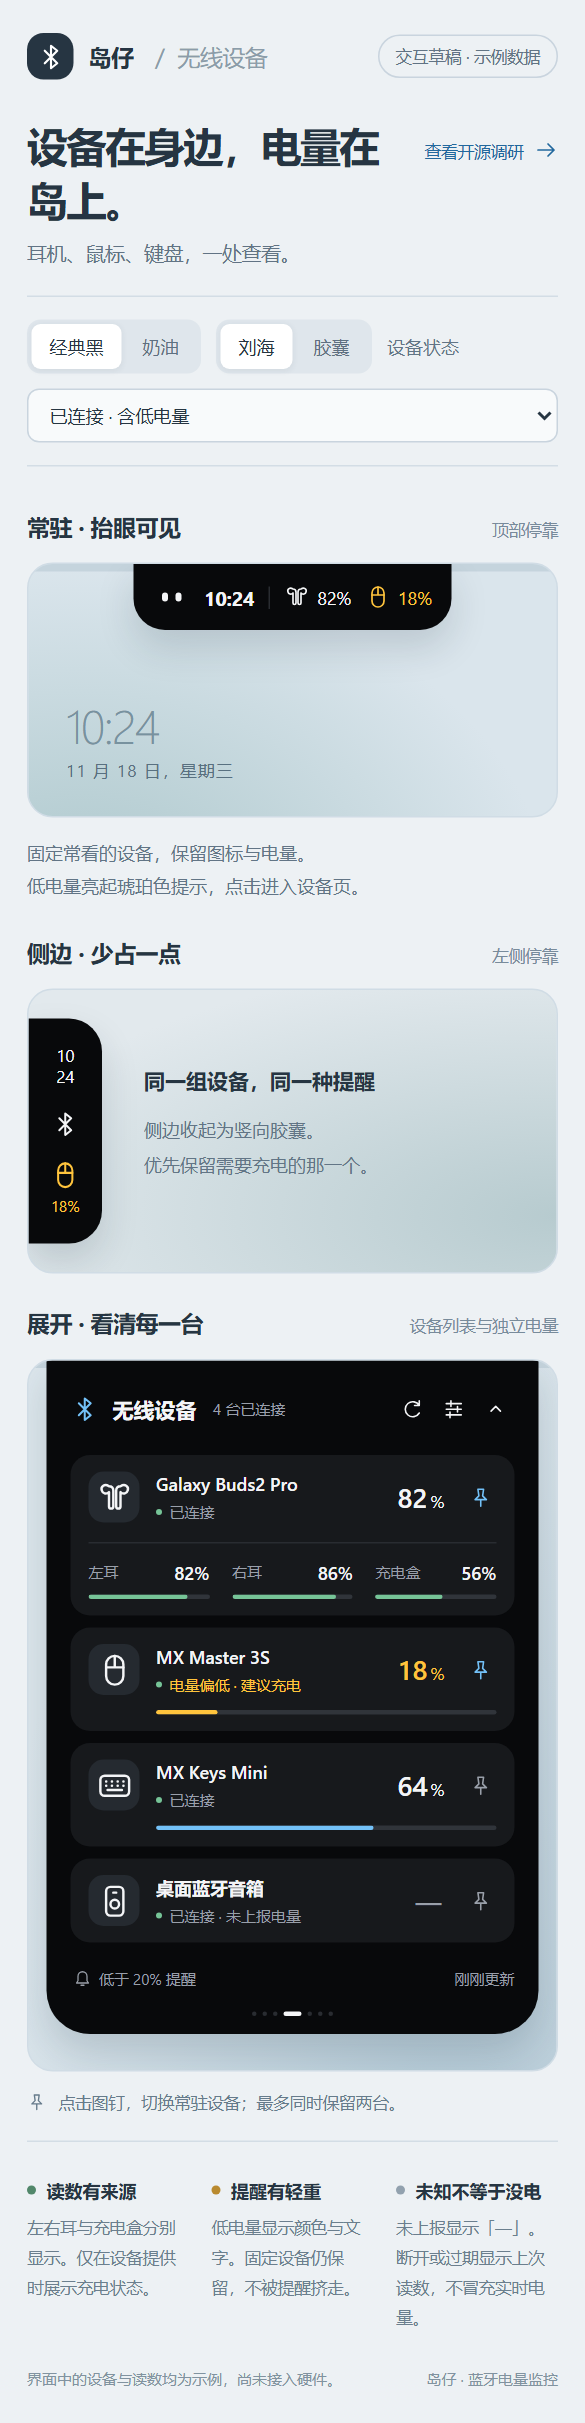 岛仔 / 无线设备
交互草稿 · 示例数据
设备在身边，电量在
岛上。
查看开源调研 →
耳机、鼠标、键盘，一处查看。
经典黑 奶油 刘海 胶囊 设备状态
已连接 · 含低电量
常驻 · 抬眼可见
顶部停靠
10:24 82% 18%
10:24
11 月 18 日，星期三
固定常看的设备，保留图标与电量。
低电量亮起琥珀色提示，点击进入设备页。
侧边 · 少占一点
左侧停靠
10
24
18%
同一组设备，同一种提醒
侧边收起为竖向胶囊。
优先保留需要充电的那一个。
展开 · 看清每一台
设备列表与独立电量
无线设备 4 台已连接
Galaxy Buds2 Pro
已连接
82%
左耳 82% 右耳 86% 充电盒 56%
MX Master 3S
电量偏低 · 建议充电
18%
MX Keys Mini
已连接
64%
桌面蓝牙音箱
已连接 · 未上报电量
—
低于 20% 提醒
刚刚更新
点击图钉，切换常驻设备；最多同时保留两台。
读数有来源
左右耳与充电盒分别
显示。仅在设备提供
时展示充电状态。
提醒有轻重
低电量显示颜色与文
字。固定设备仍保
留，不被提醒挤走。
未知不等于没电
未上报显示「—」。
断开或过期显示上次
读数，不冒充实时电
量。
界面中的设备与读数均为示例，尚未接入硬件。
岛仔 · 蓝牙电量监控